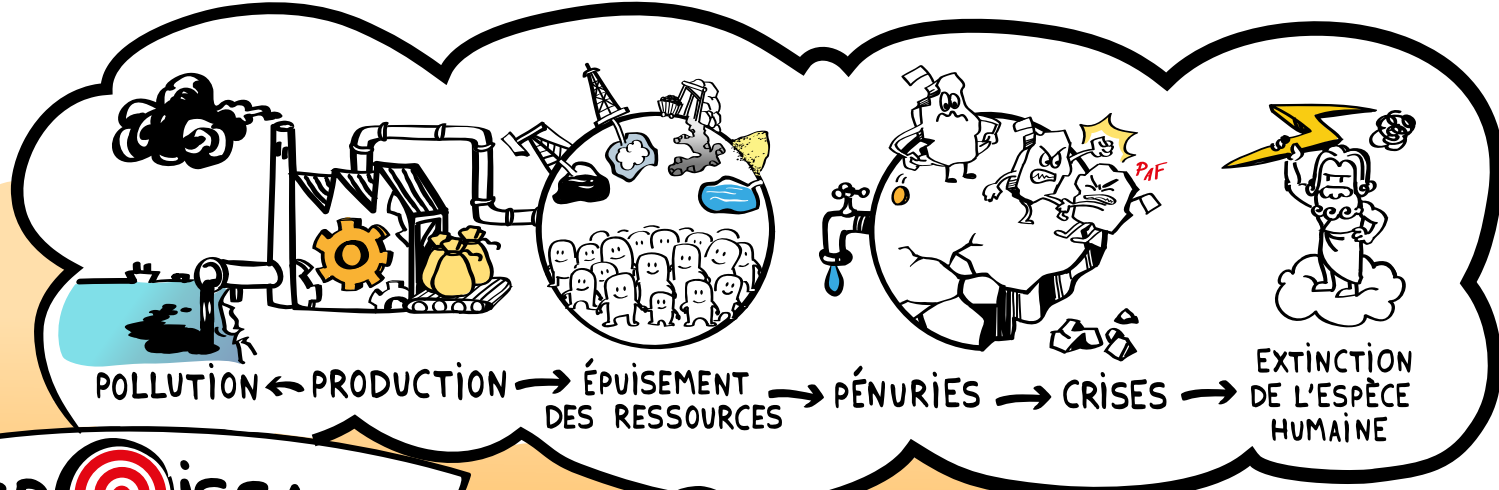 PAF
POLLUTION ← PRODUCTION → ÉPUISEMENT DES RESSOURCES → PÉNURIES → CRISES → EXTINCTION DE L'ESPÈCE HUMAINE